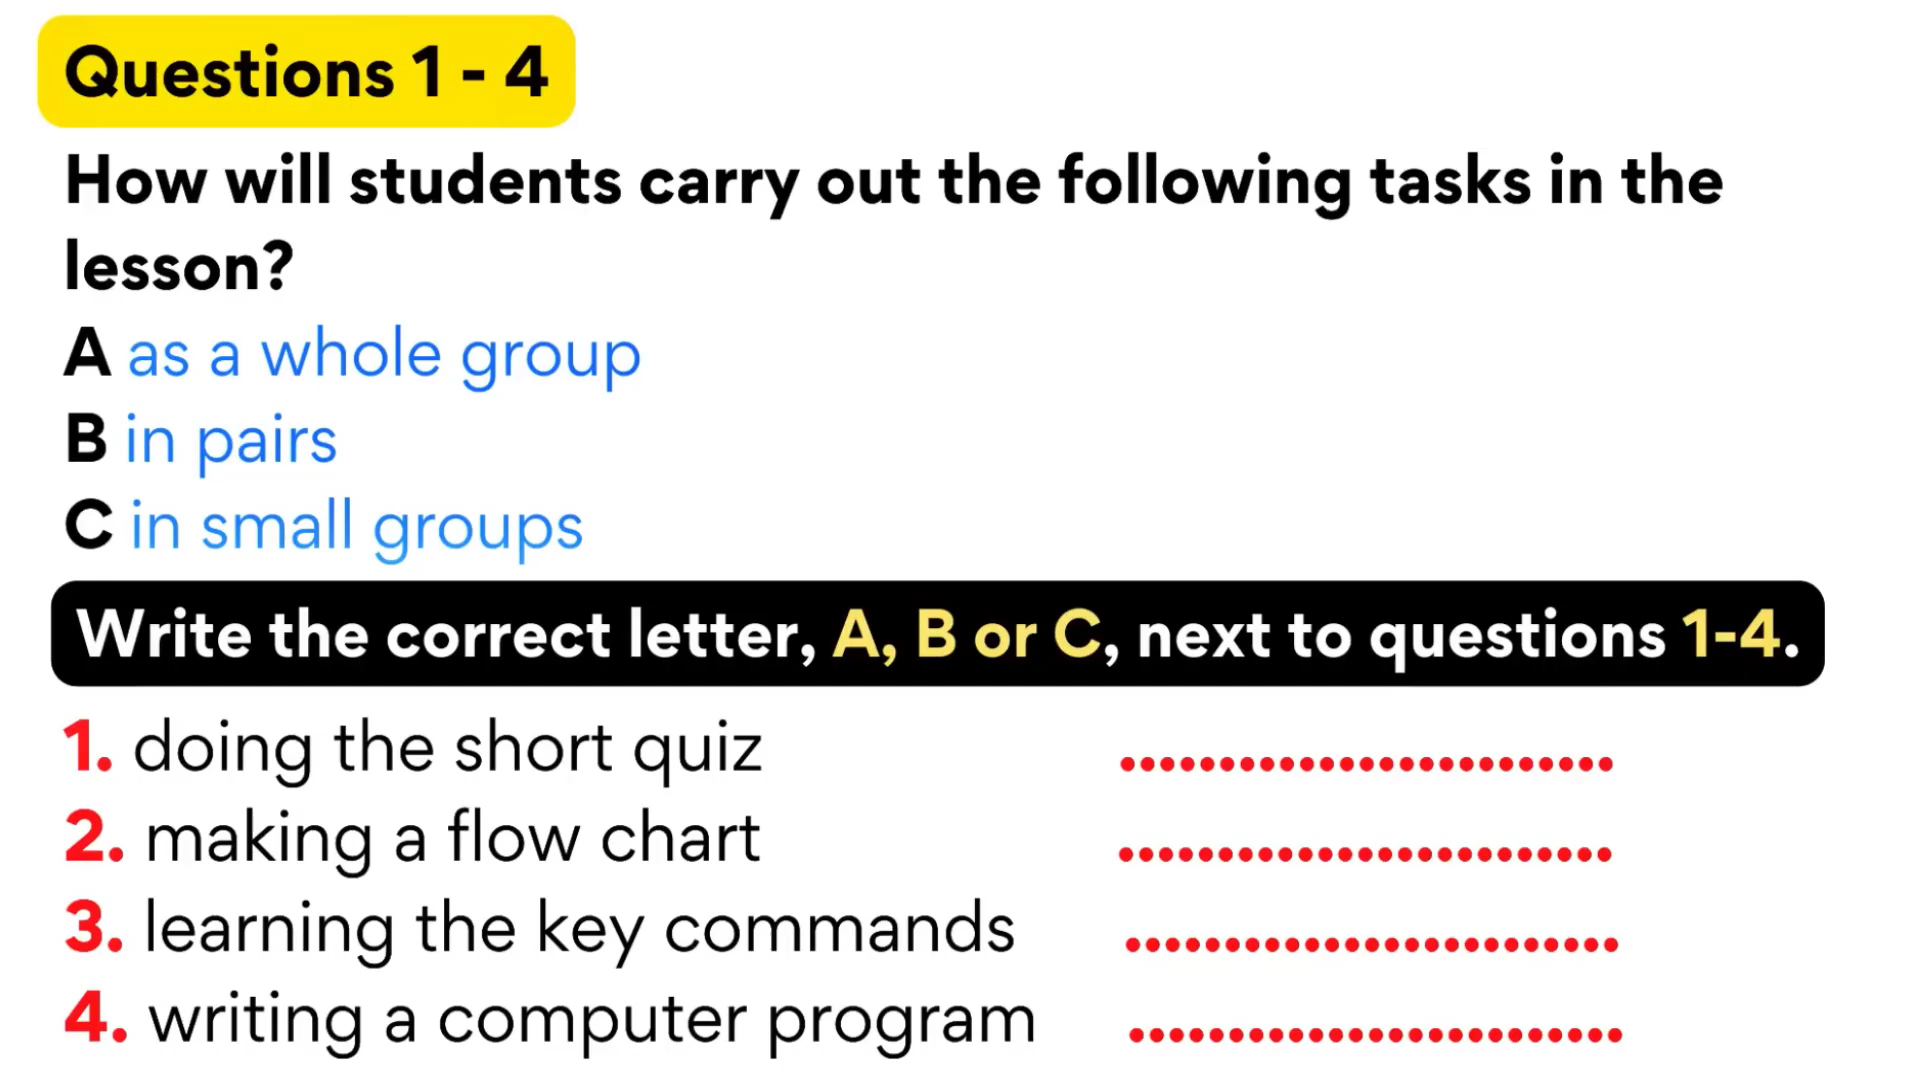 Questions 1 - 4
How will students carry out the following tasks in the
lesson?
A as a whole group
B in pairs
C in small groups
Write the correct letter, A, B or C, next to questions 1-4.
1. doing the short quiz .........................
2. making a flow chart .........................
3. learning the key commands .........................
4. writing a computer program .........................